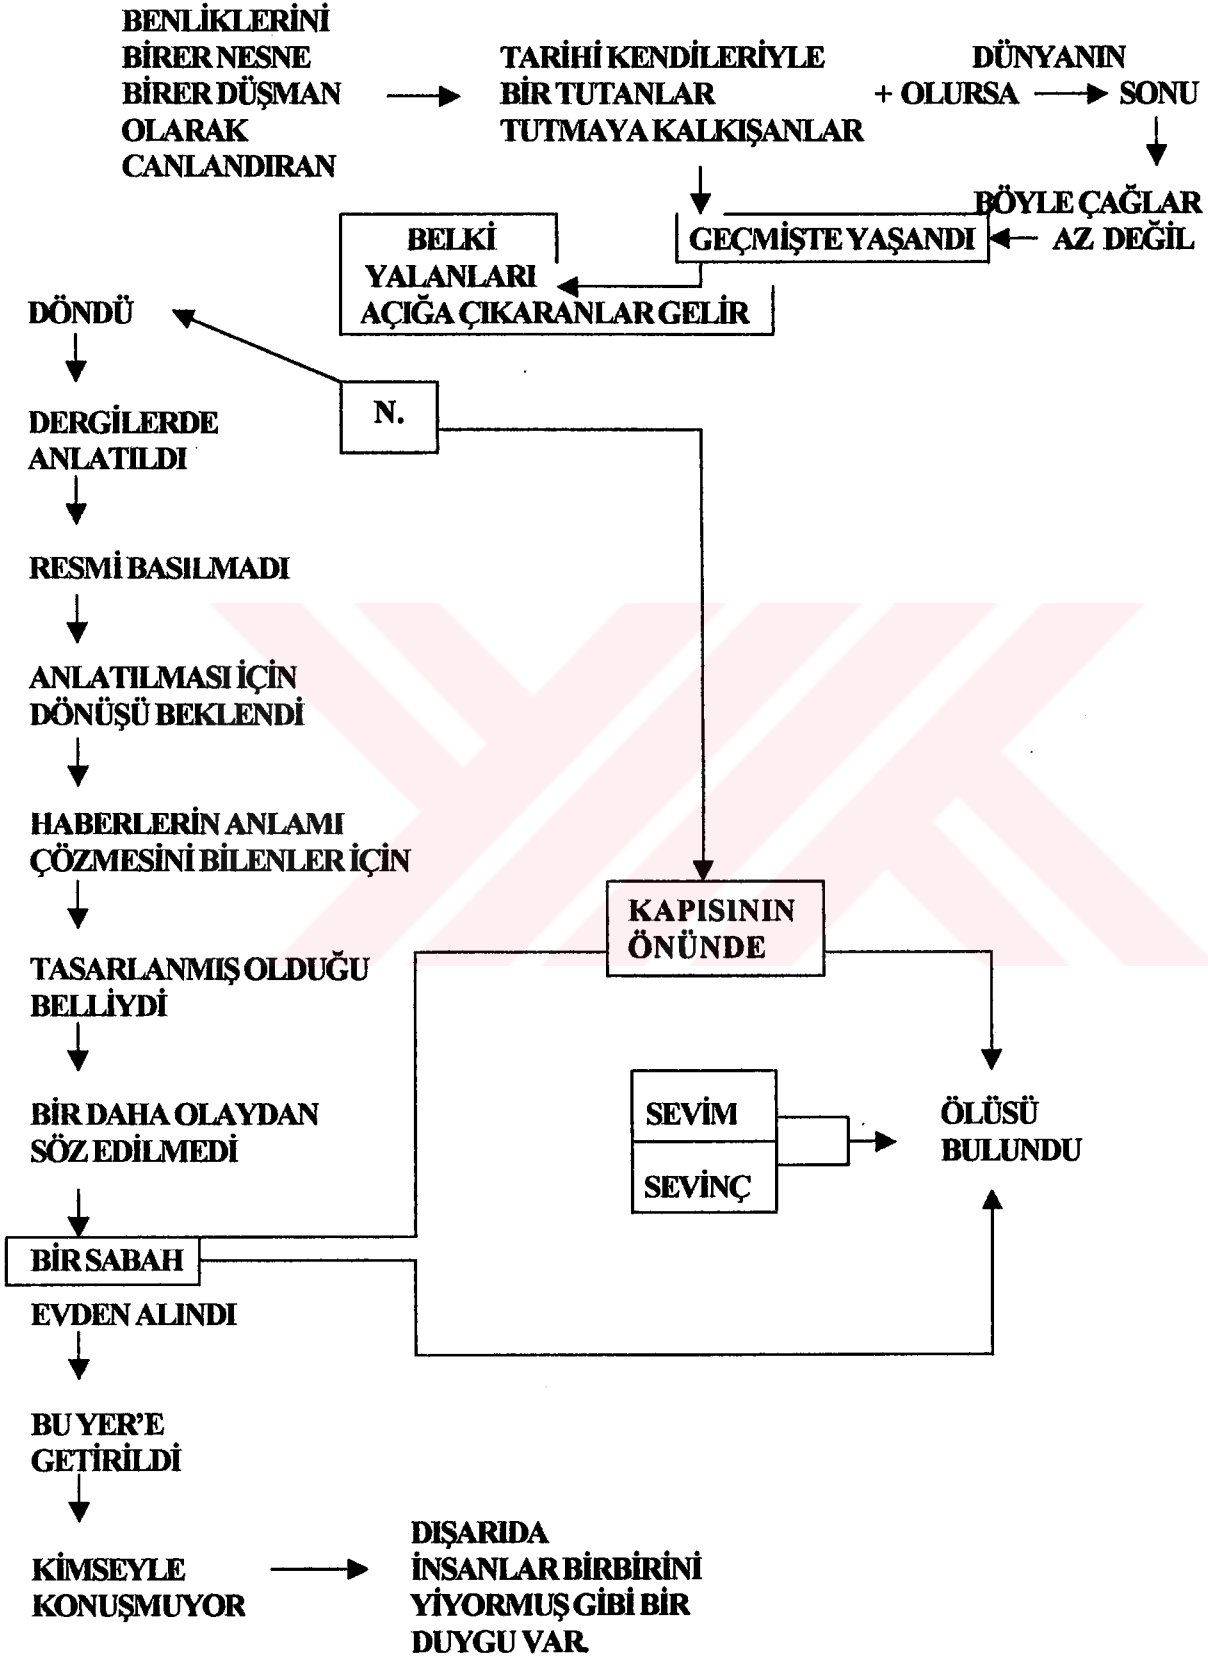 BENLİKLERİNİ
BİRER NESNE
BİRER DÜŞMAN
OLARAK
CANLANDIRAN
TARİHİ KENDİLERİYLE
BİR TUTANLAR
TUTMAYA KALKIŞANLAR
+ OLURSA
DÜNYANIN
SONU
BÖYLE ÇAĞLAR
AZ DEĞİL
GEÇMİŞTE YAŞANDI
BELKİ
YALANLARI
AÇIĞA ÇIKARANLAR GELİR
N.
DÖNDÜ
DERGİLERDE
ANLATILDI
RESMİ BASILMADI
ANLATILMASI İÇİN
DÖNÜŞÜ BEKLENDİ
HABERLERİN ANLAMI
ÇÖZMESİNİ BİLENLER İÇİN
TASARLANMIŞ OLDUĞU
BELLİYDİ
BİR DAHA OLAYDAN
SÖZ EDİLMEDİ
BİR SABAH
EVDEN ALINDI
BU YER'E
GETİRİLDİ
KİMSEYLE
KONUŞMUYOR
DIŞARIDA
İNSANLAR BİRBİRİNİ
YİYORMUŞ GİBİ BİR
DUYGU VAR.
KAPISININ
ÖNÜNDE
SEVİM
SEVİNÇ
ÖLÜSÜ
BULUNDU